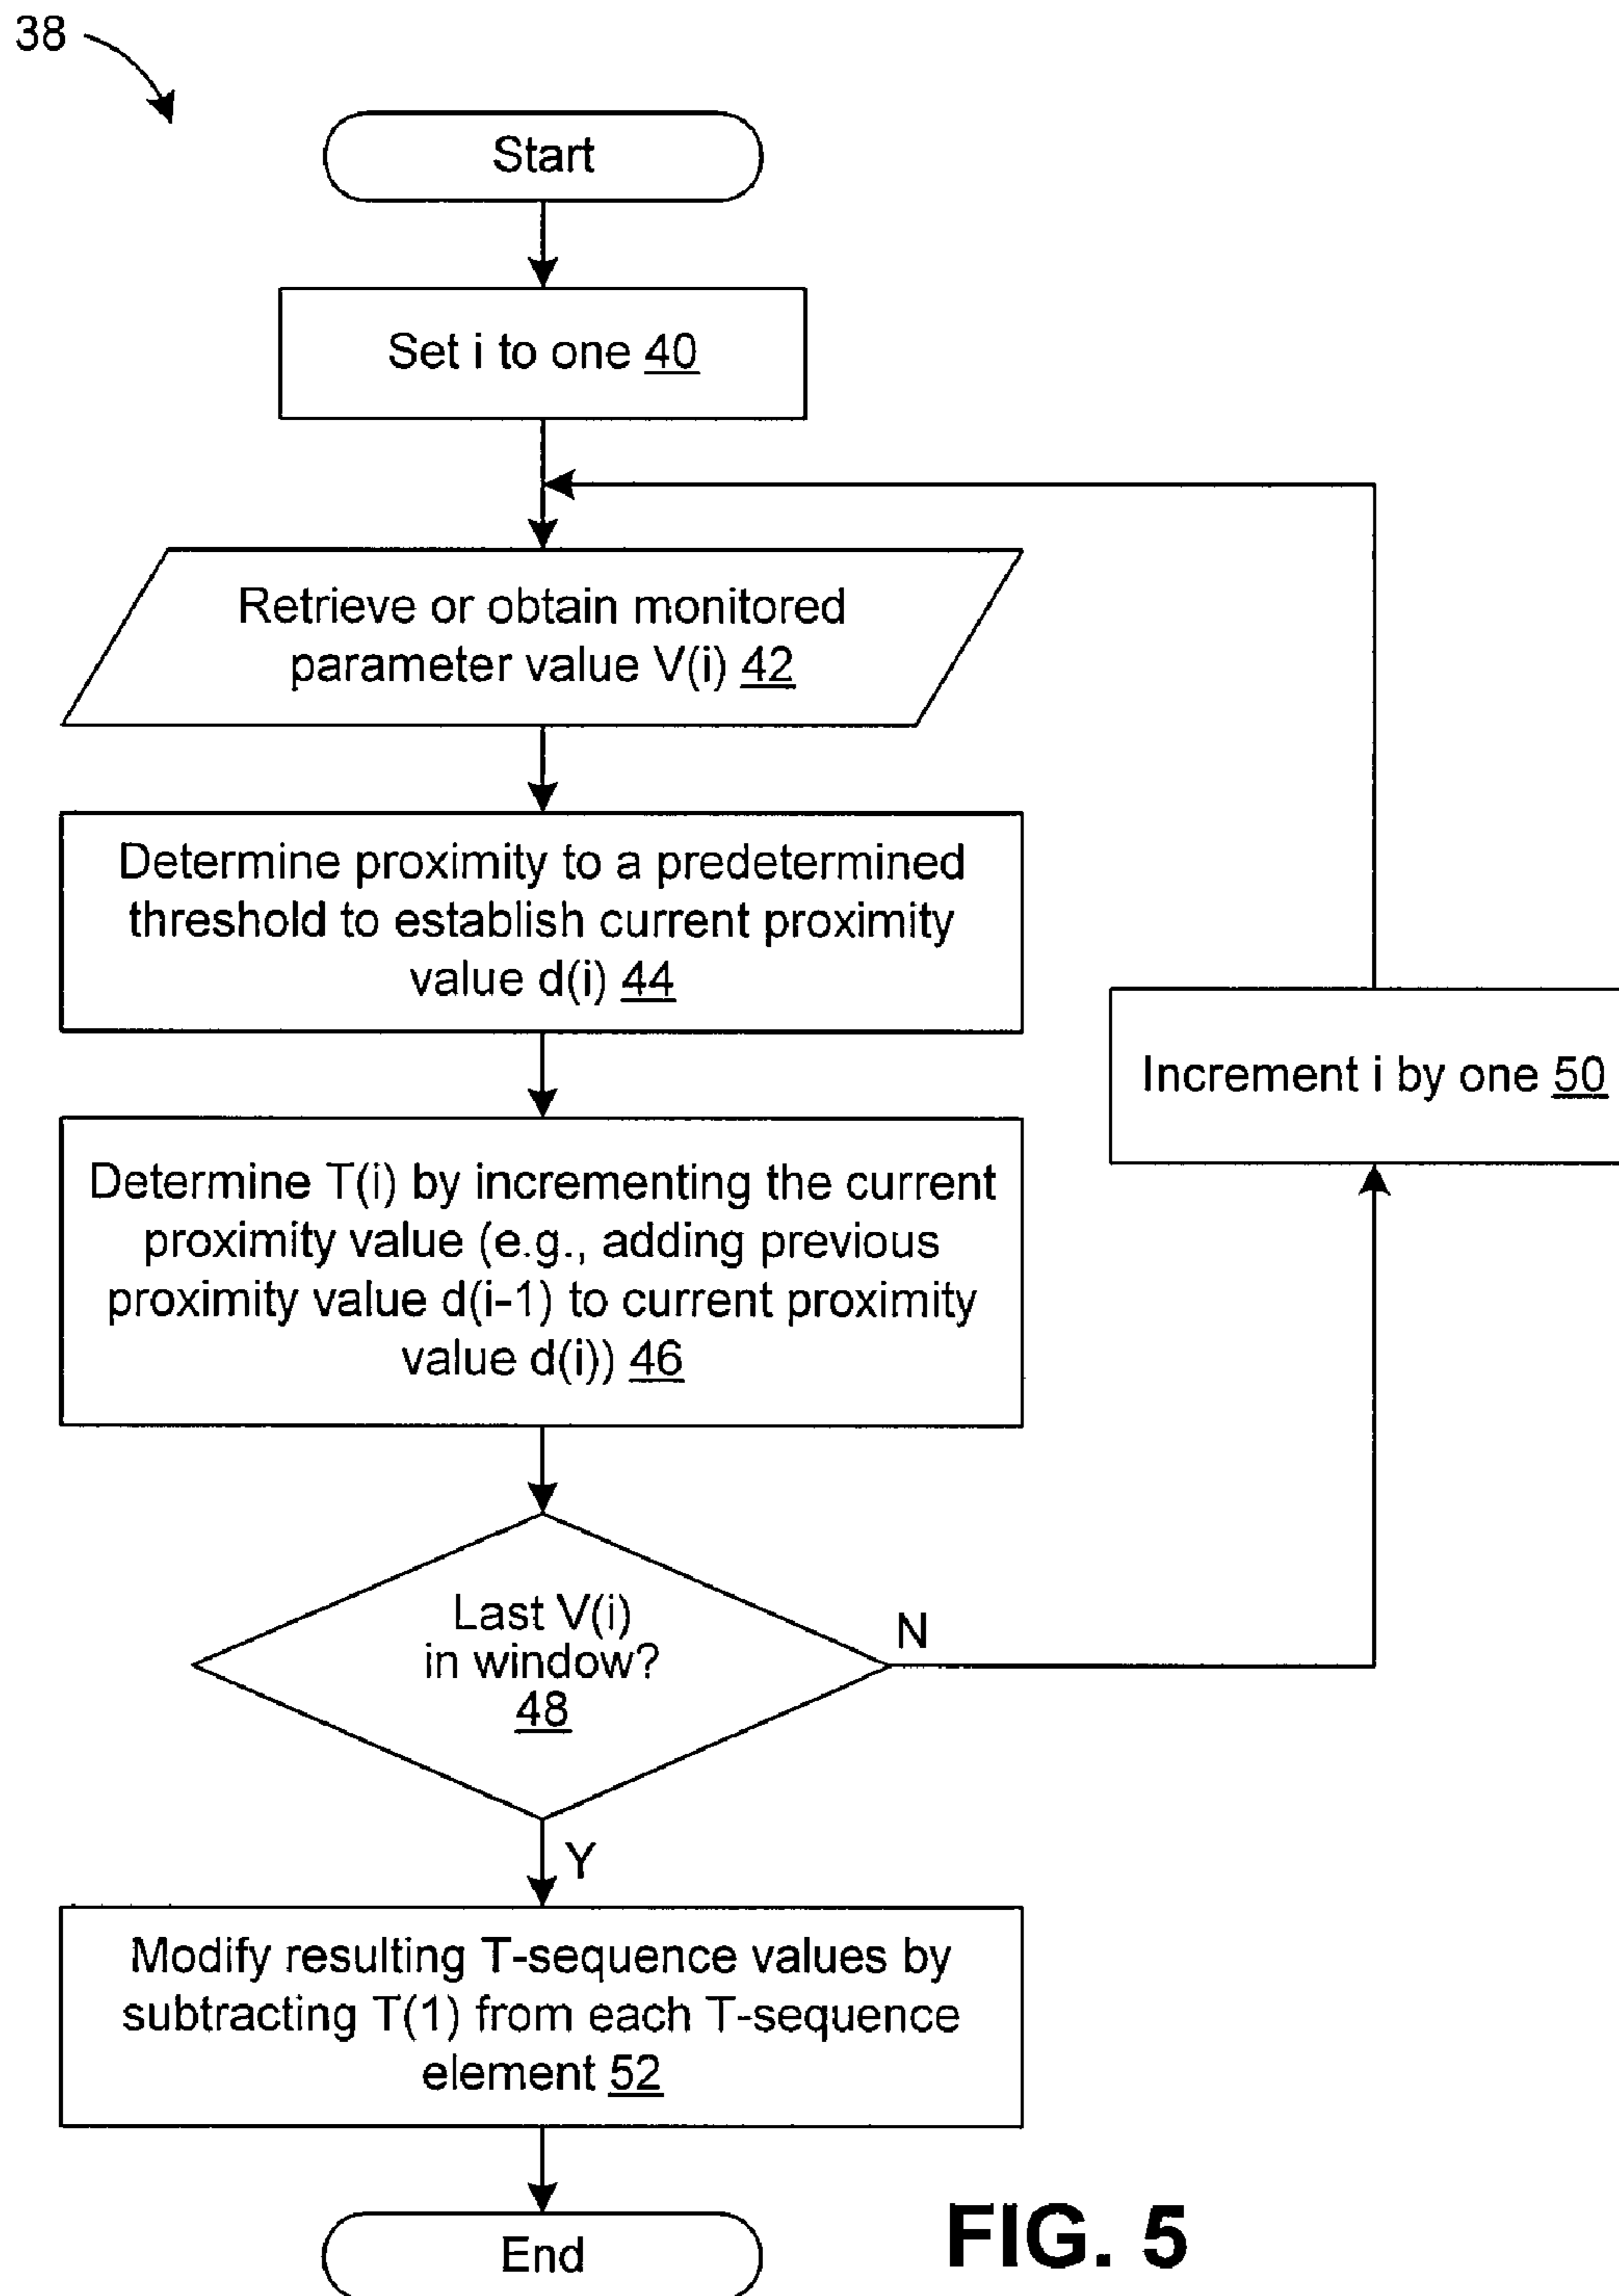 38
Start
Set i to one 40
Retrieve or obtain monitored
parameter value V(i) 42
Determine proximity to a predetermined
threshold to establish current proximity
value d(i) 44
Increment i by one 50
Determine T(i) by incrementing the current
proximity value (e.g., adding previous
proximity value d(i-1) to current proximity
value d(i)) 46
Last V(i)
in window?
48
N
Y
Modify resulting T-sequence values by
subtracting T(1) from each T-sequence
element 52
End
FIG. 5